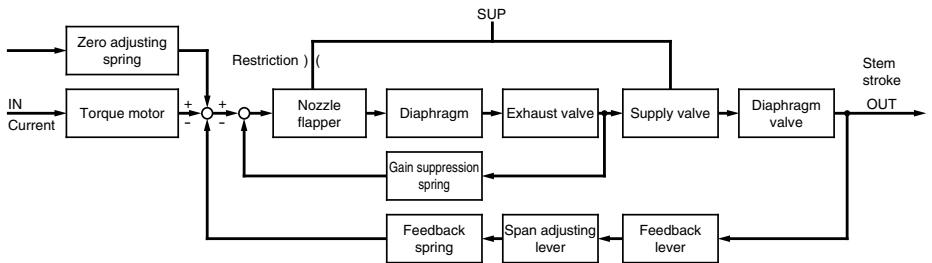 SUP
Zero adjusting
spring
Restriction ) (
Stem
stroke
IN
Current
Torque motor
+
-
+
-
Nozzle
flapper
Diaphragm
Exhaust valve
Supply valve
Diaphragm
valve
OUT
Gain suppression
spring
Feedback
spring
Span adjusting
lever
Feedback
lever